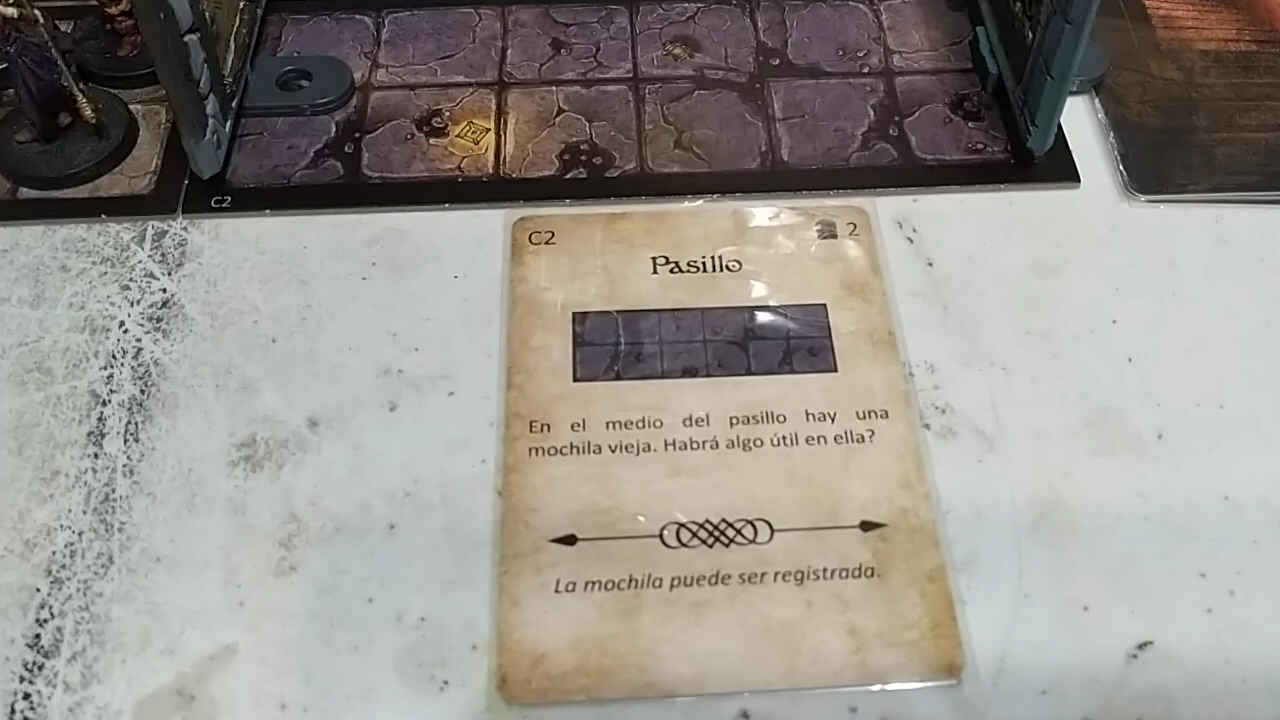 C2
C2 2
Pasillo
En el medio del pasillo hay una
mochila vieja. Habrá algo útil en ella?
La mochila puede ser registrada.